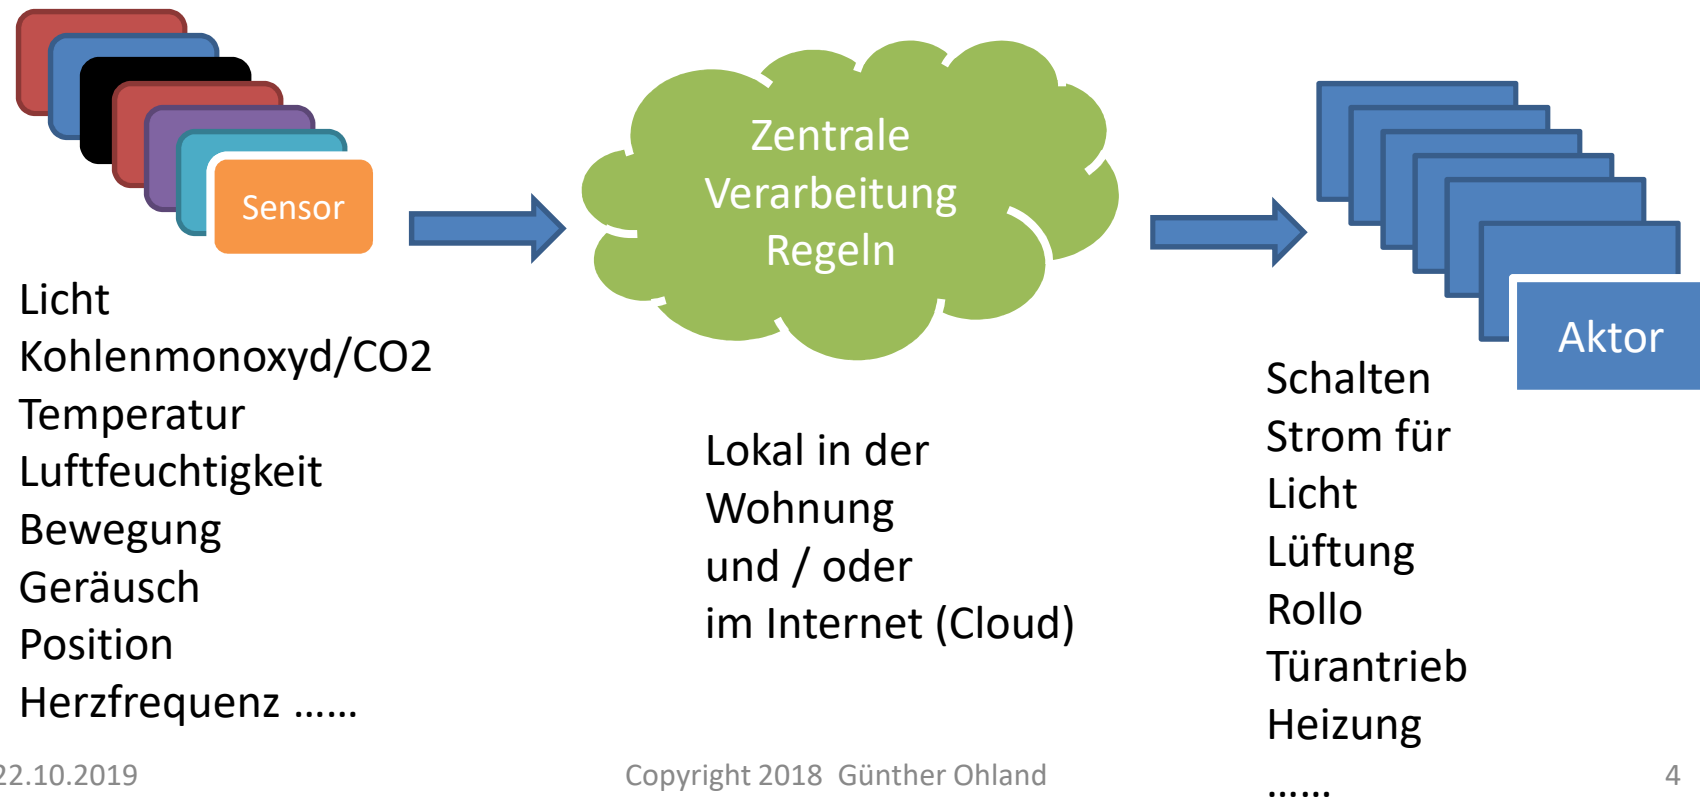 Sensor
Licht
Kohlenmonoxyd/CO2
Temperatur
Luftfeuchtigkeit
Bewegung
Geräusch
Position
Herzfrequenz ......
Zentrale
Verarbeitung
Regeln
Lokal in der
Wohnung
und / oder
im Internet (Cloud)
Aktor
Schalten
Strom für
Licht
Lüftung
Rollo
Türantrieb
Heizung
......
22.10.2019
Copyright 2018 Günther Ohland
4